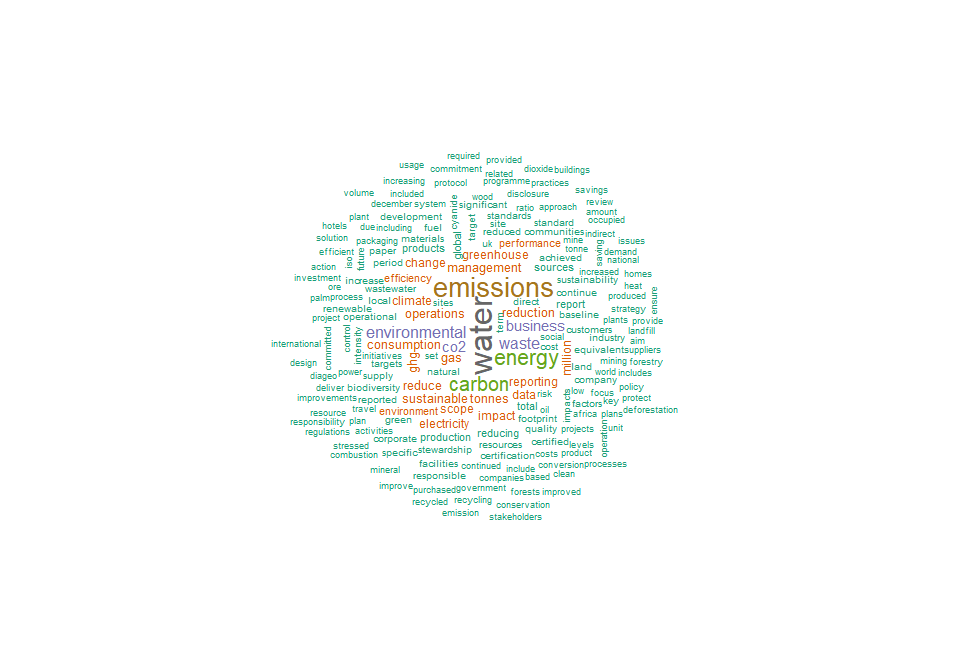 required
provided
usage commitment related dioxide buildings
increasing protocol programme practices
volume included wood disclosure savings
december system cyanide significant ratio approach review
amount
plant development target standards occupied
hotels due including fuel site standard
global reduced communities indirect
solution packaging materials uk performance mine saving issues
efficient paper products tonne demand
iso future period change greenhouse achieved national
action management sources increased homes
investment increase efficiency sustainability heat
ore wastewater emissions continue produced ensure
palm process local climate sites direct report strategy
renewable water
project operational operations term reduction baseline plants provide
international committed control intensity environmental business customers landfill
consumption co2 waste social industry aim
cost equivalent suppliers
initiatives set gas energy million mining forestry
design targets ghg land
diageo power supply natural world includes
deliver biodiversity reduce carbon reporting company policy
improvements reported sustainable tonnes data risk impacts low focus protect
factors key
resource travel environment scope total oil africa plans deforestation
responsibility plan green impact footprint
regulations activities electricity quality projects operation unit
corporate production reducing
stressed resources certified levels
combustion specific stewardship certification costs product
mineral facilities continued include conversion processes
responsible companies based clean
improve purchased government forests improved
recycled recycling conservation
emission stakeholders